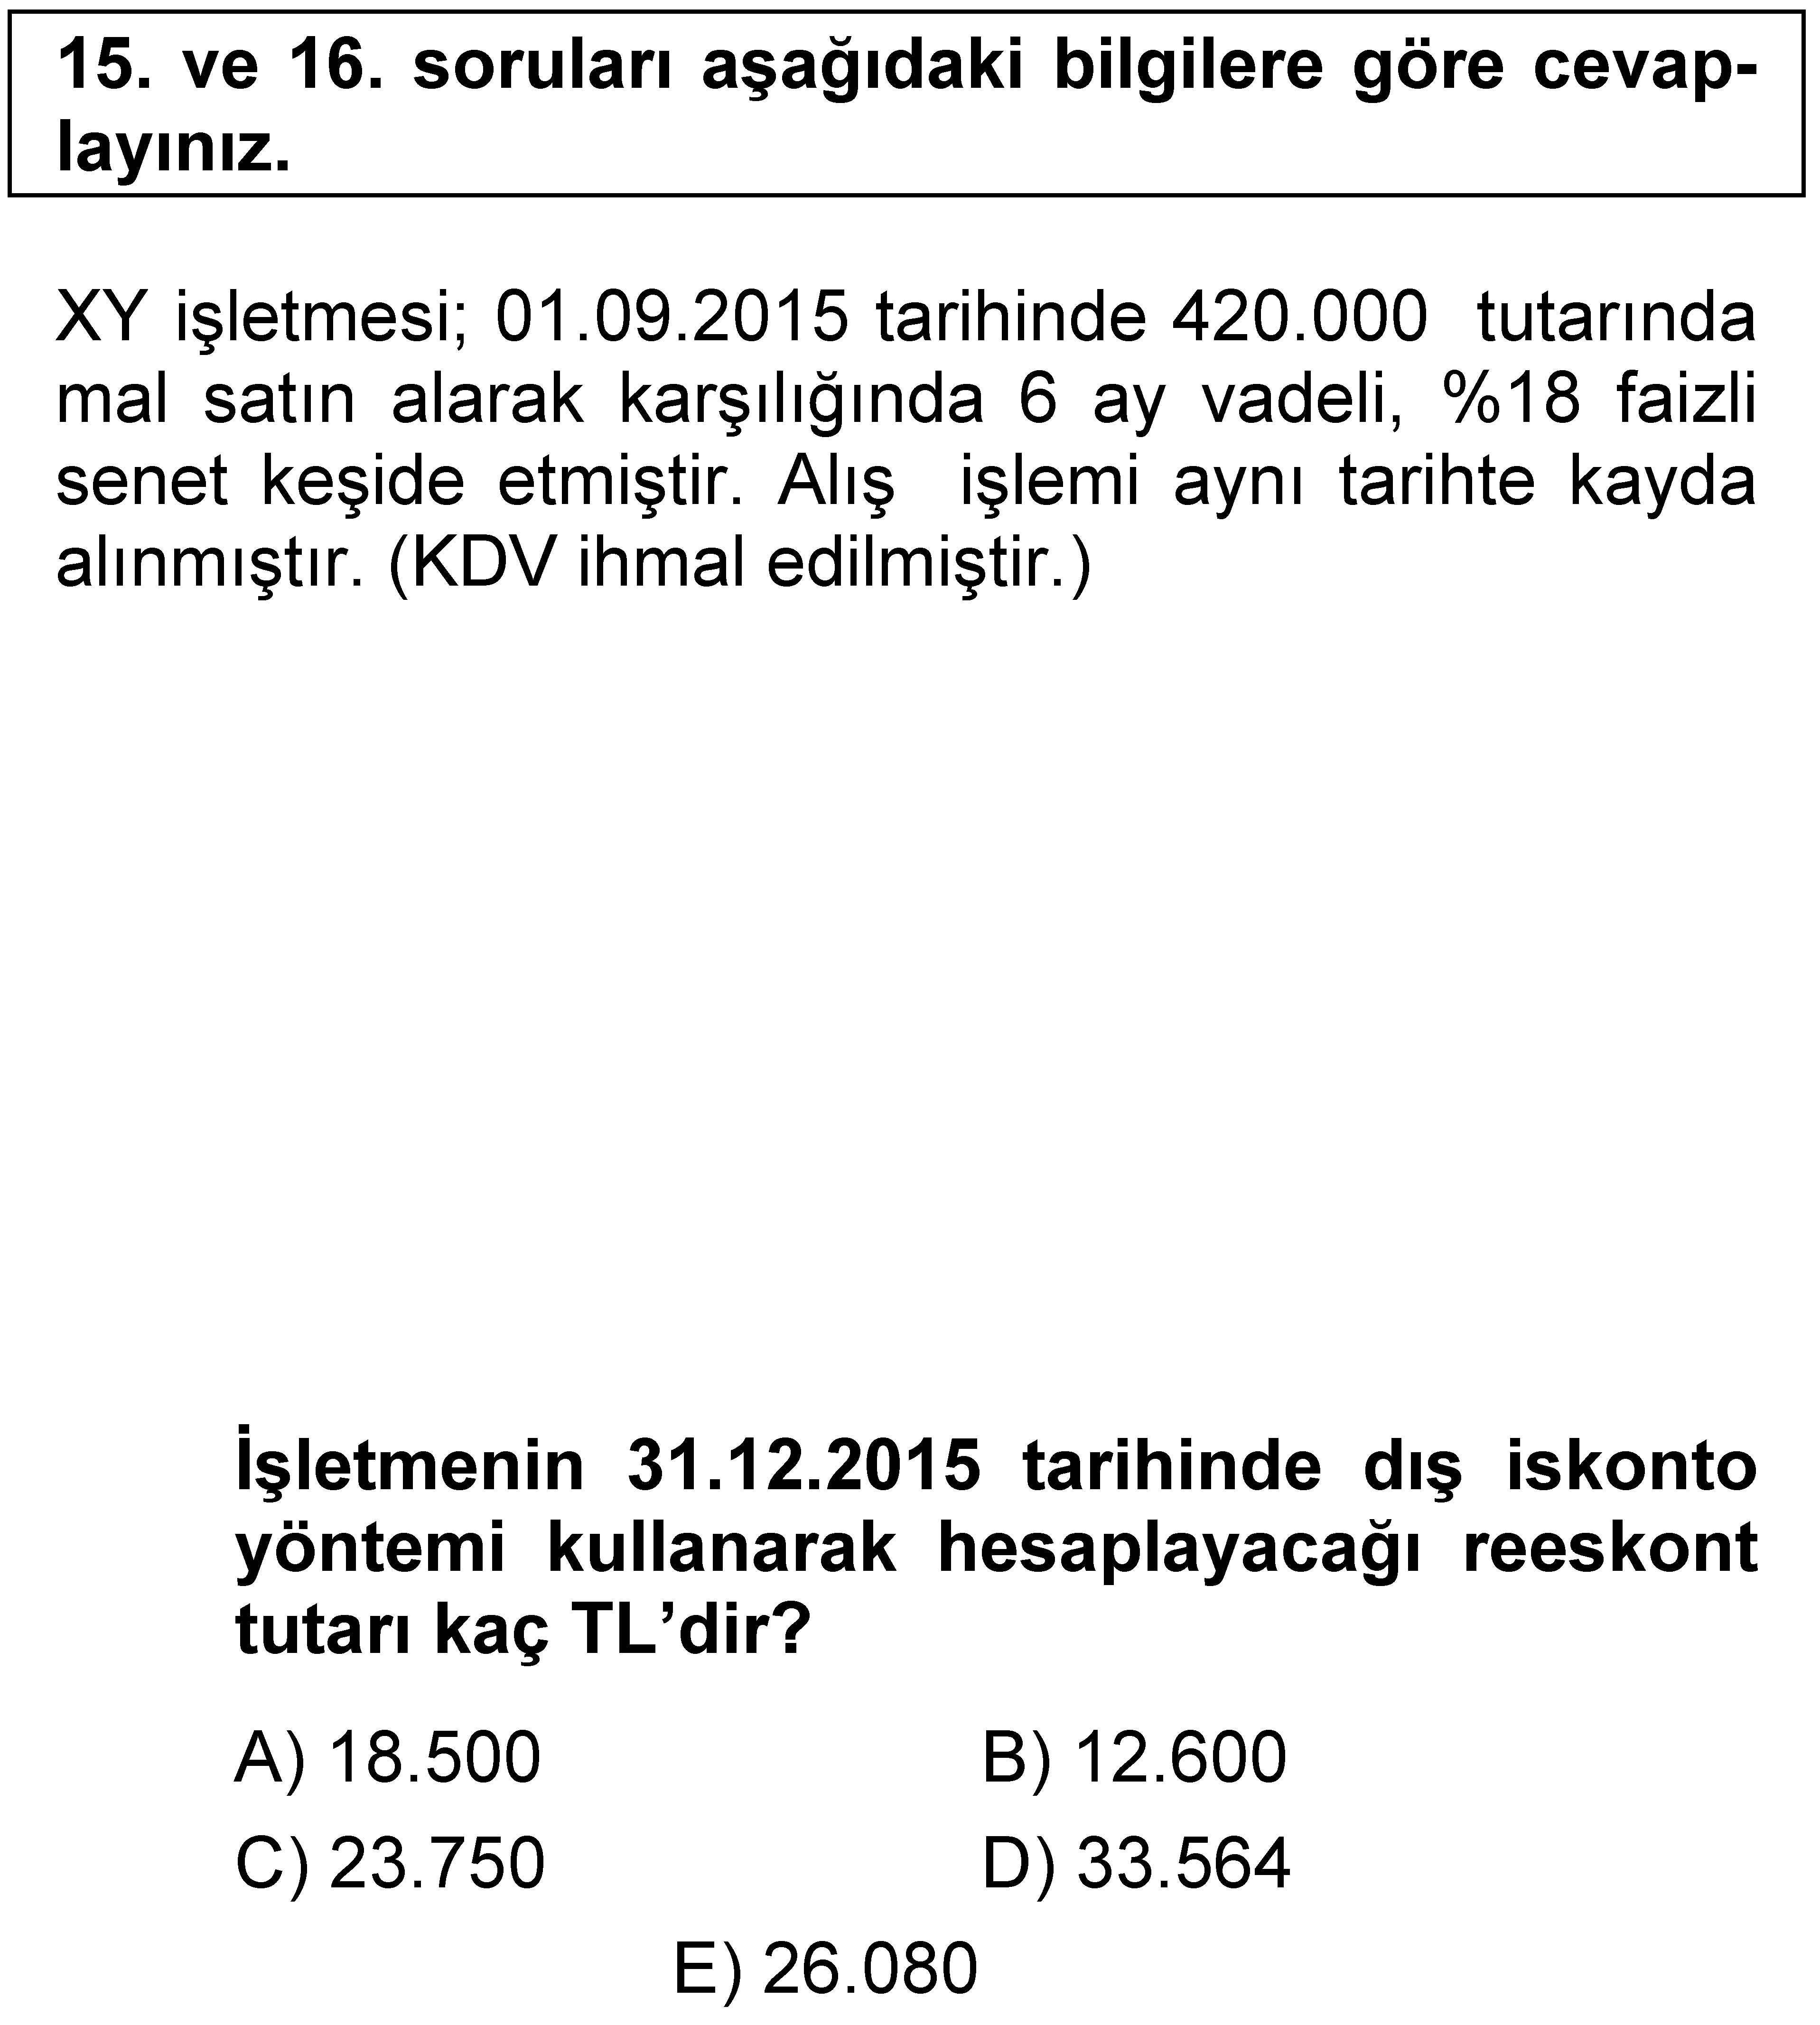 15. ve 16. soruları aşağıdaki bilgilere göre cevap-
layınız.
XY işletmesi; 01.09.2015 tarihinde 420.000 tutarında
mal satın alarak karşılığında 6 ay vadeli, %18 faizli
senet keşide etmiştir. Alış işlemi aynı tarihte kayda
alınmıştır. (KDV ihmal edilmiştir.)
İşletmenin 31.12.2015 tarihinde dış iskonto
yöntemi kullanarak hesaplayacağı reeskont
tutarı kaç TL’dir?
A) 18.500 B) 12.600
C) 23.750 D) 33.564
E) 26.080